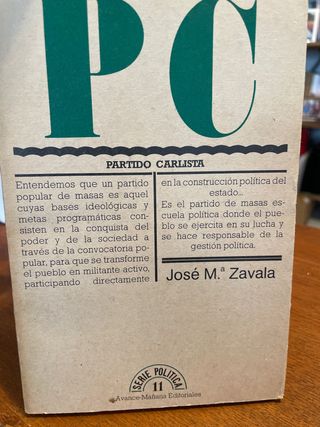 PC
PARTIDO CARLISTA
Entendemos que un partido
popular de masas es aquel
cuyas bases ideológicas y
metas programáticas con-
sisten en la conquista del
poder y de la sociedad a
través de la convocatoria po-
pular, para que se transforme
el pueblo en militante activo,
participando directamente
en la construcción política del
estado...
Es el partido de masas es-
cuela política donde el pue-
blo se ejercita en su lucha y
se hace responsable de la
gestión política.
José M.ª Zavala
SERIE POLITICA
11
Avance-Mañana Editoriales